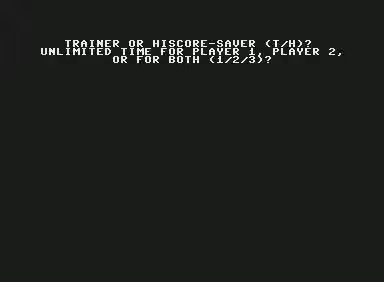 TRAINER OR HISCORE-SAVER (T/H)?
UNLIMITED TIME FOR PLAYER 1, PLAYER 2,
OR FOR BOTH (1/2/3)?